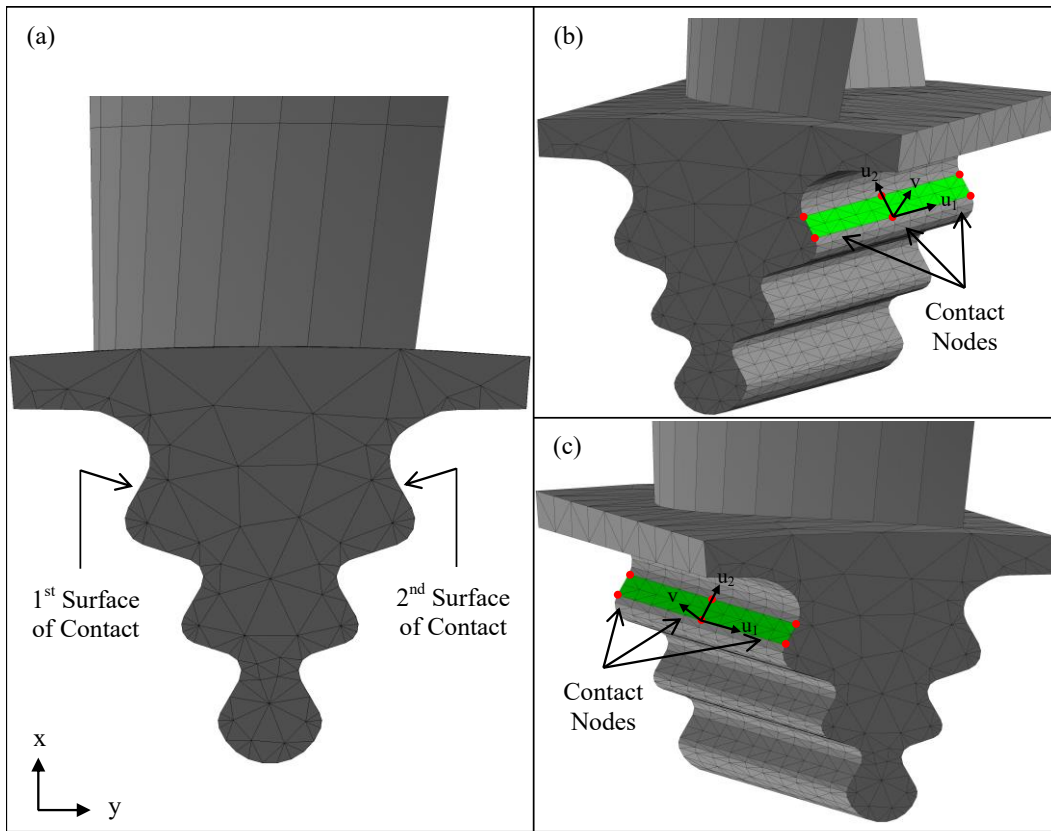 (a)
1st Surface
of Contact
2nd Surface
of Contact
x
y
(b)
u2
v
u1
Contact
Nodes
(c)
u2
v
u1
Contact
Nodes